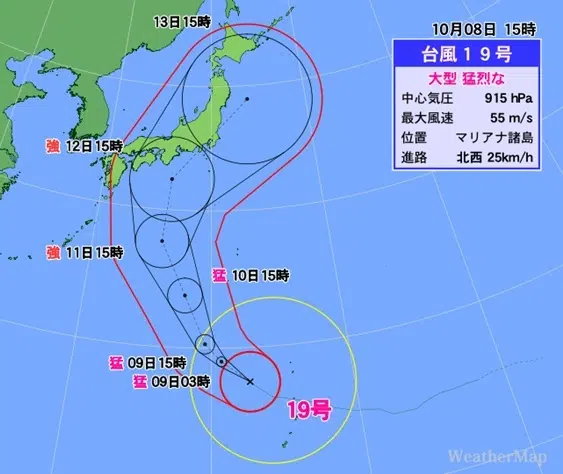 13日15時
10月08日 15時
台風19号
大型 猛烈な
中心気圧 915 hPa
最大風速 55 m/s
位置 マリアナ諸島
進路 北西 25km/h
強 12日15時
強 11日15時
猛 10日15時
猛 09日15時
猛 09日03時
19号
WeatherMap